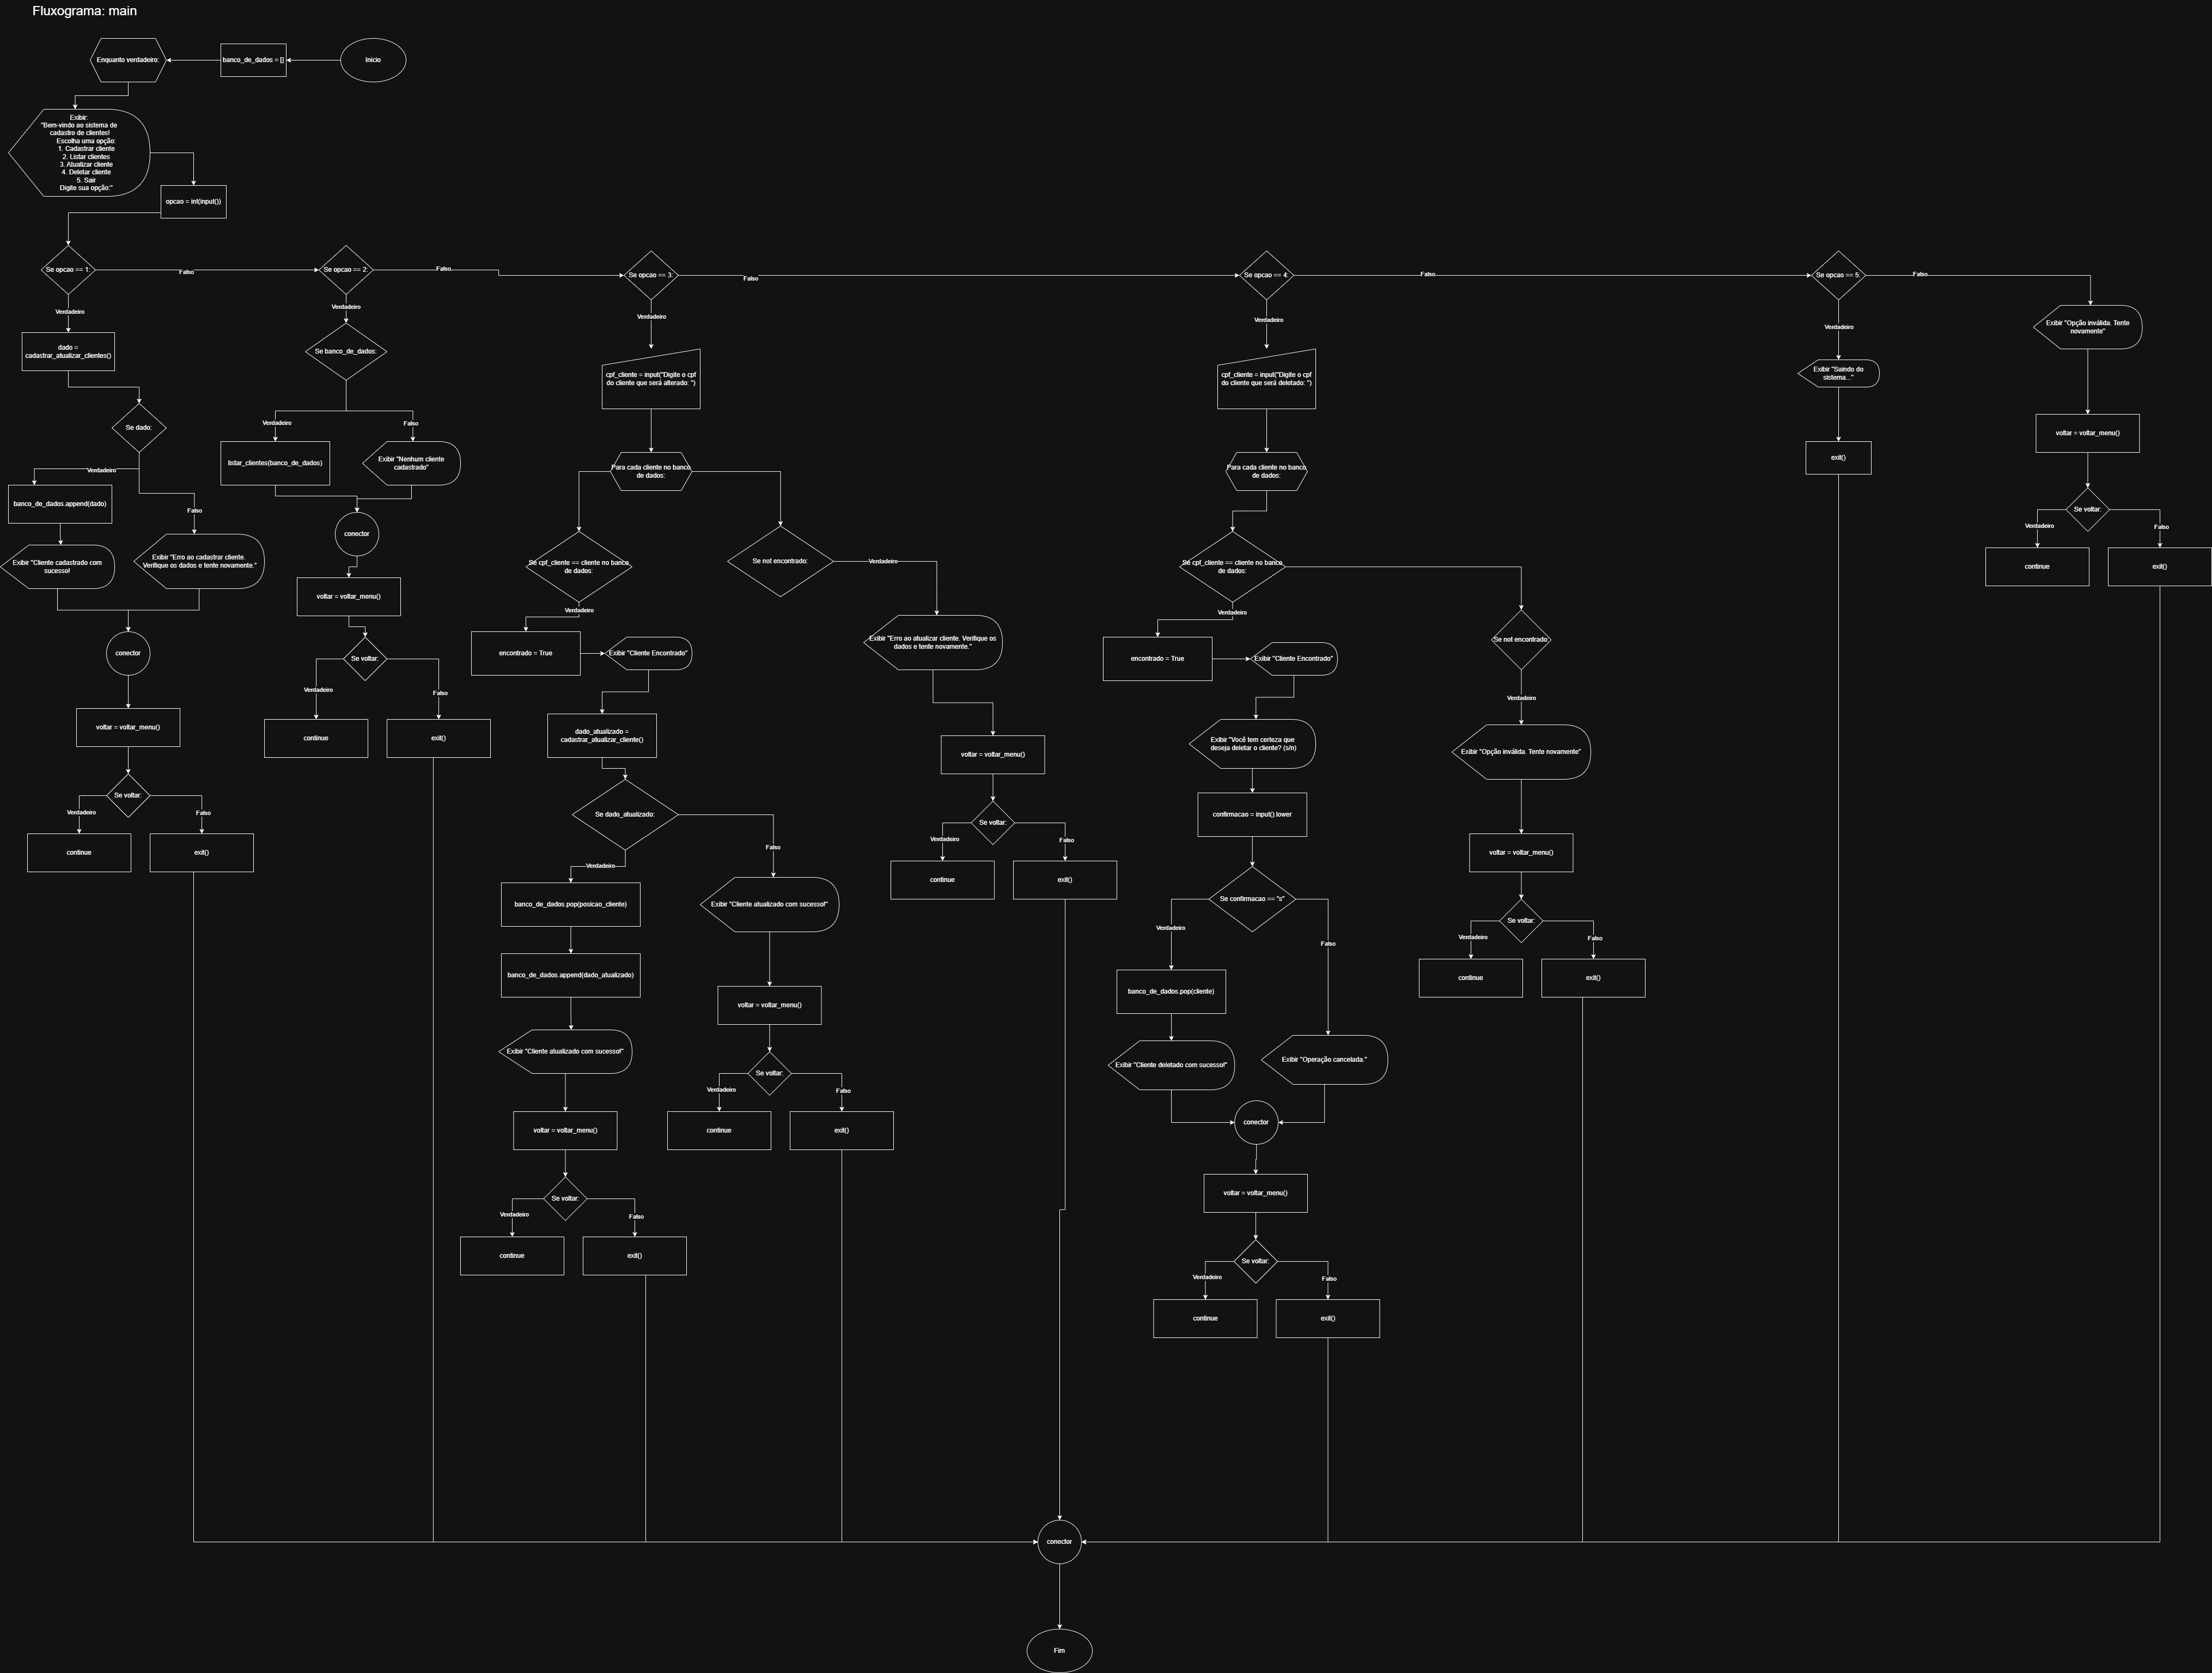 Fluxograma: main
Enquanto verdadeiro:
banco_de_dados = []
Inicio
Exibir:
"Bem-vindo ao sistema de
cadastro de clientes!
Escolha uma opção:
1. Cadastrar cliente
2. Listar clientes
3. Atualizar cliente
4. Deletar cliente
5. Sair
Digite sua opção:"
opcao = int(input())
Se opcao == 1:
Falso
Se opcao == 2:
Falso
Se opcao == 3:
Falso
Se opcao == 4:
Falso
Se opcao == 5:
Falso
Verdadeiro
dado =
cadastrar_atualizar_clientes()
Se dado:
Verdadeiro
banco_de_dados.append(dado)
Exibir "Cliente cadastrado com
sucesso!
Falso
Exibir "Erro ao cadastrar cliente.
Verifique os dados e tente novamente."
conector
voltar = voltar_menu()
Se voltar:
Verdadeiro
Falso
continue
exit()
Verdadeiro
Se banco_de_dados:
Verdadeiro
Falso
listar_clientes(banco_de_dados)
Exibir "Nenhum cliente
cadastrado"
conector
voltar = voltar_menu()
Se voltar:
Verdadeiro
Falso
continue
exit()
Verdadeiro
cpf_cliente = input("Digite o cpf
do cliente que será alterado: ")
Para cada cliente no banco
de dados:
Se cpf_cliente == cliente no banco
de dados:
Verdadeiro
encontrado = True
Exibir "Cliente Encontrado"
dado_atualizado =
cadastrar_atualizar_cliente()
Se dado_atualizado:
Verdadeiro
banco_de_dados.pop(posicao_cliente)
banco_de_dados.append(dado_atualizado)
Exibir "Cliente atualizado com sucesso!"
voltar = voltar_menu()
Se voltar:
Verdadeiro
Falso
continue
exit()
Falso
Exibir "Cliente atualizado com sucesso!"
voltar = voltar_menu()
Se voltar:
Verdadeiro
Falso
continue
exit()
Se not encontrado:
Verdadeiro
Exibir "Erro ao atualizar cliente. Verifique os
dados e tente novamente."
voltar = voltar_menu()
Se voltar:
Verdadeiro
Falso
continue
exit()
Verdadeiro
cpf_cliente = input("Digite o cpf
do cliente que será deletado: ")
Para cada cliente no banco
de dados:
Se cpf_cliente == cliente no banco
de dados:
Verdadeiro
encontrado = True
Exibir "Cliente Encontrado"
Exibir "Você tem certeza que
deseja deletar o cliente? (s/n)
confirmacao = input().lower
Se confirmacao == "s"
Verdadeiro
Falso
banco_de_dados.pop(cliente)
Exibir "Cliente deletado com sucesso!"
Exibir "Operação cancelada."
conector
voltar = voltar_menu()
Se voltar:
Verdadeiro
Falso
continue
exit()
Se not encontrado:
Verdadeiro
Exibir "Opção inválida. Tente novamente"
voltar = voltar_menu()
Se voltar:
Verdadeiro
Falso
continue
exit()
Verdadeiro
Exibir "Saindo do
sistema..."
exit()
Exibir "Opção inválida. Tente
novamente"
voltar = voltar_menu()
Se voltar:
Verdadeiro
Falso
continue
exit()
conector
Fim